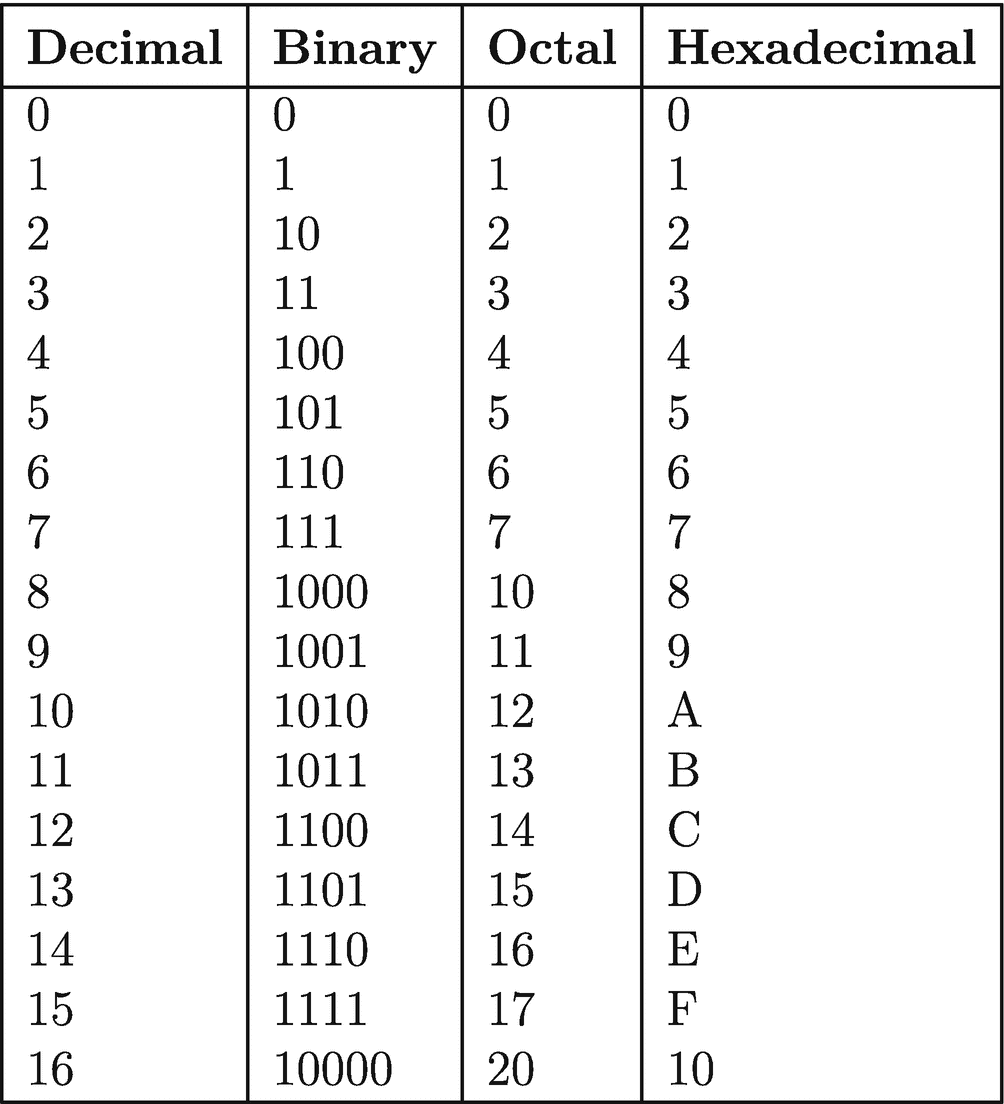 Decimal Binary Octal Hexadecimal
0 0 0 0
1 1 1 1
2 10 2 2
3 11 3 3
4 100 4 4
5 101 5 5
6 110 6 6
7 111 7 7
8 1000 10 8
9 1001 11 9
10 1010 12 A
11 1011 13 B
12 1100 14 C
13 1101 15 D
14 1110 16 E
15 1111 17 F
16 10000 20 10